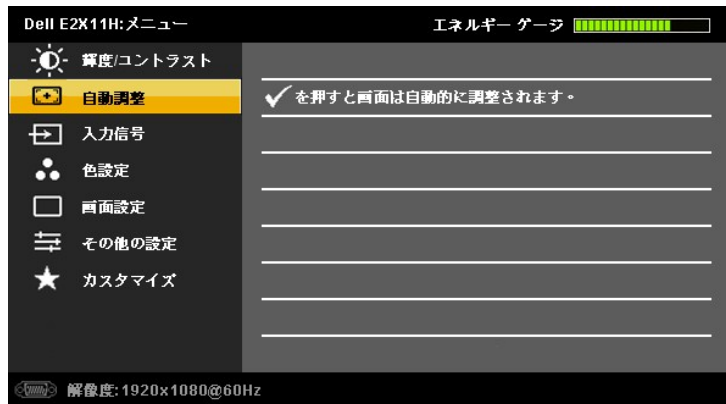 Dell E2X11H:メニュー
エネルギー ゲージ
輝度/コントラスト
自動調整
を押すと画面は自動的に調整されます。
入力信号
色設定
画面設定
その他の設定
カスタマイズ
解像度: 1920x1080@60Hz